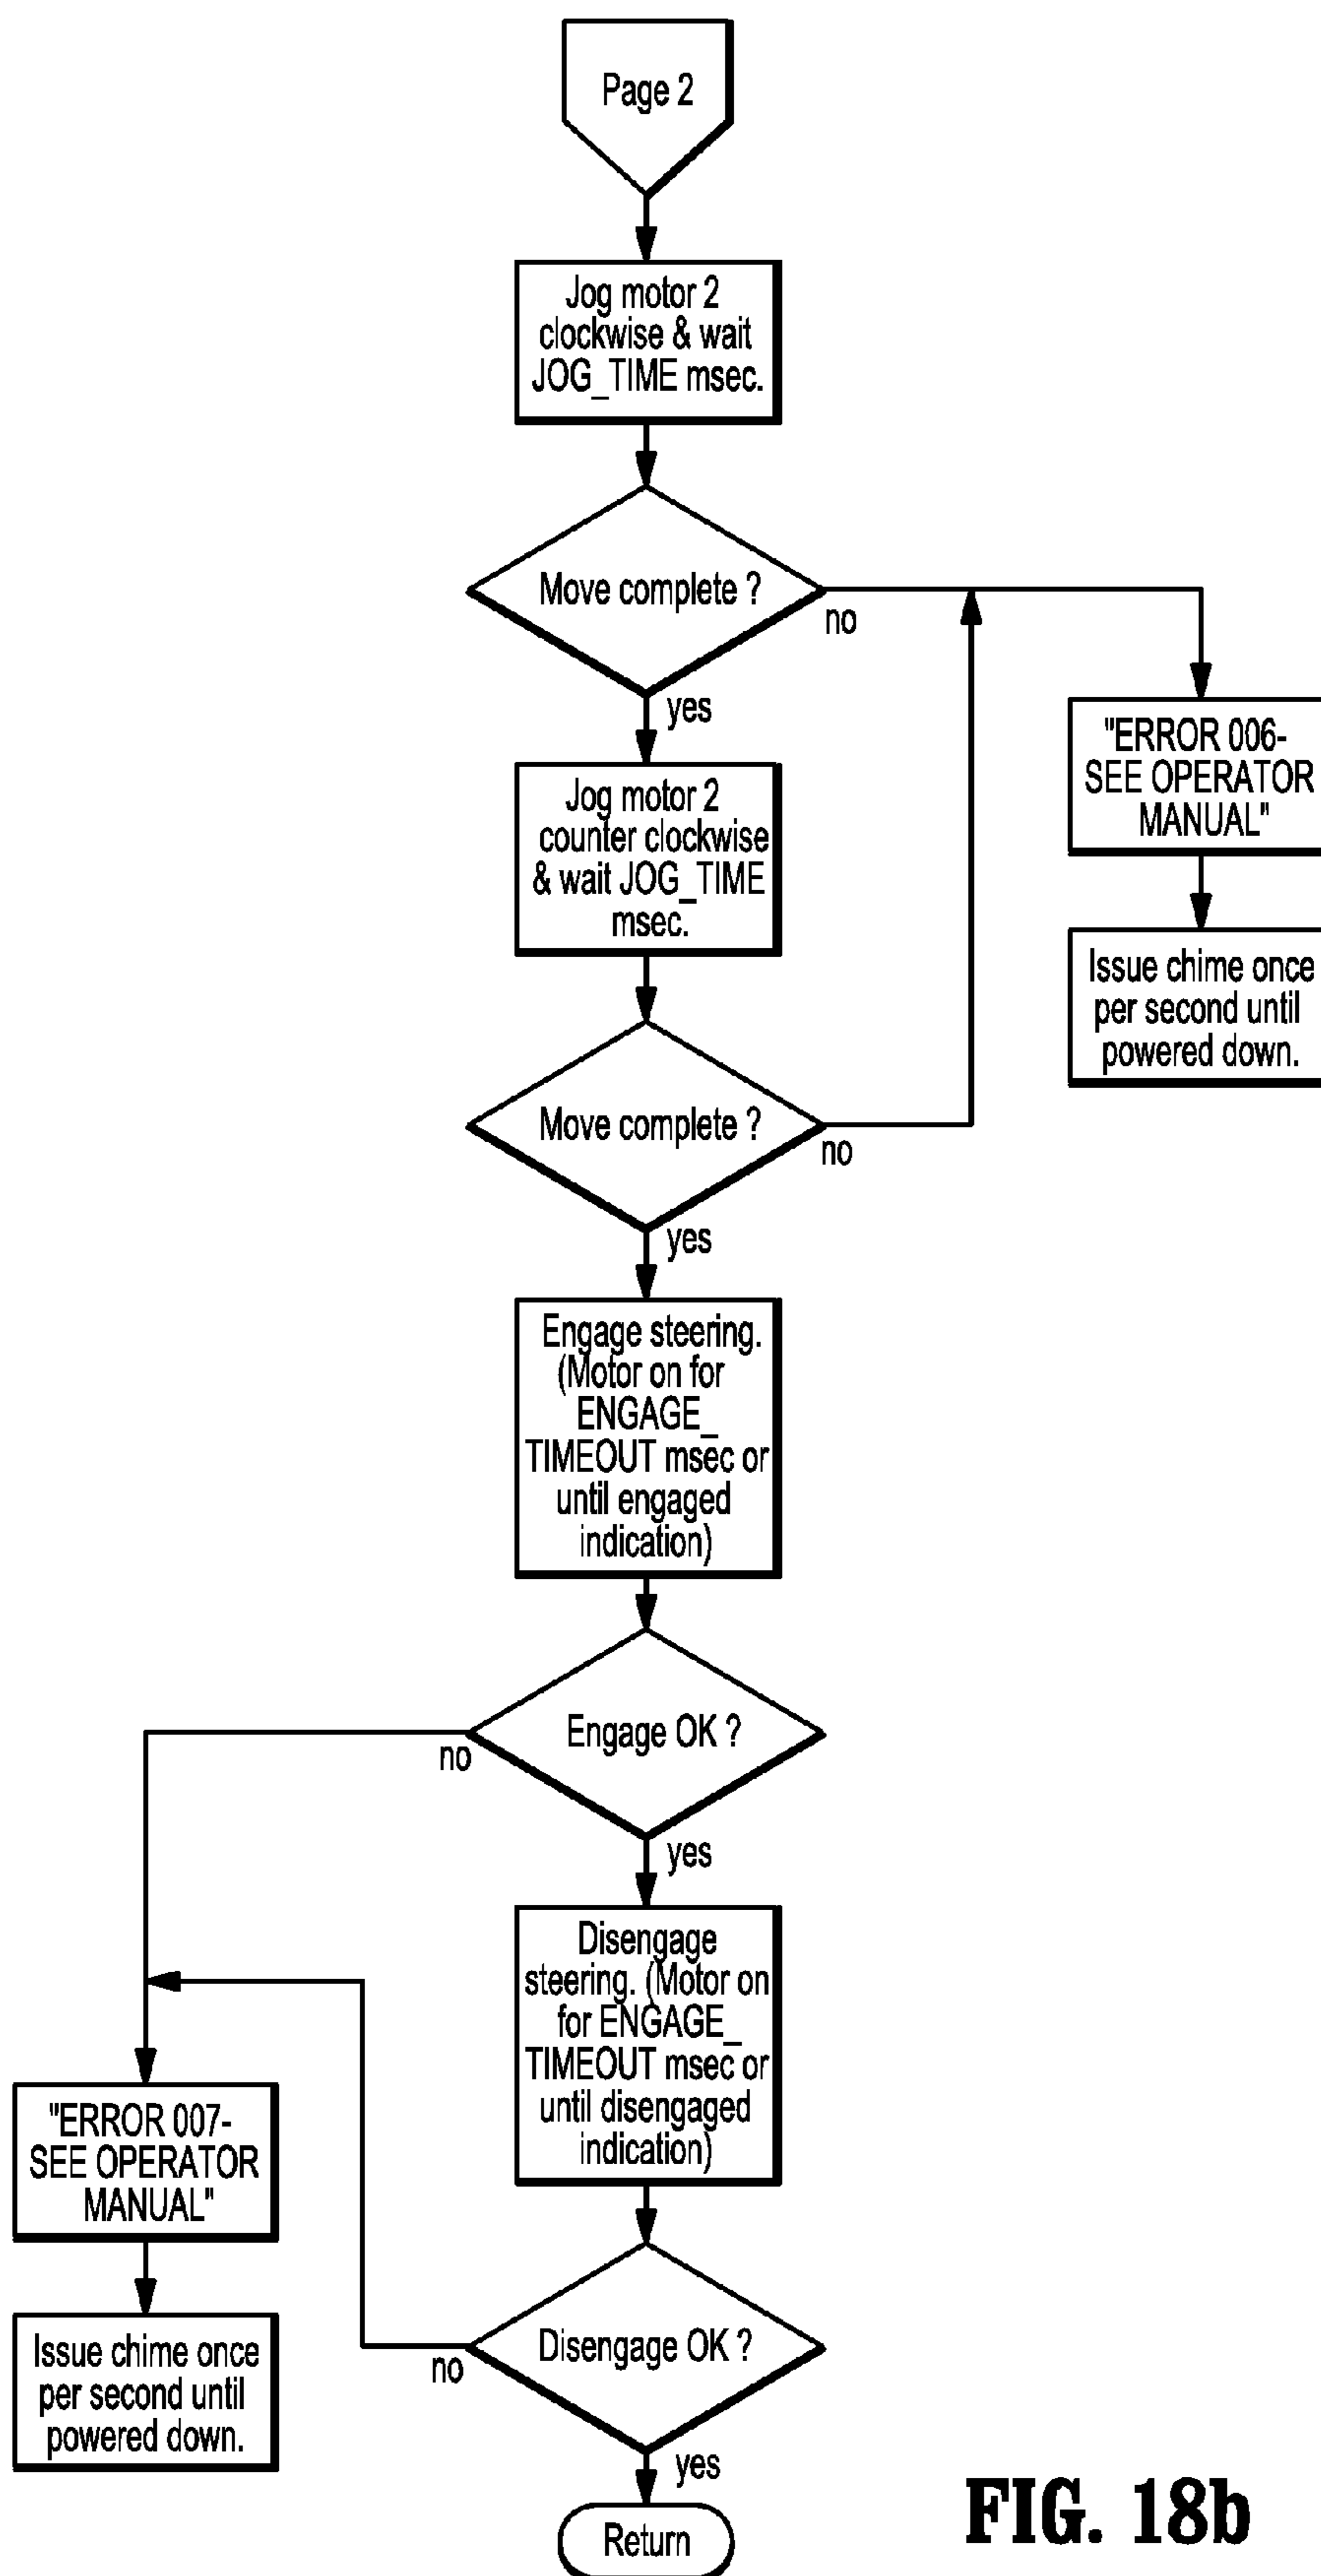 Page 2
Jog motor 2
clockwise & wait
JOG_TIME msec.
Move complete ?
no
yes
"ERROR 006-
SEE OPERATOR
MANUAL"
Jog motor 2
counter clockwise
& wait JOG_TIME
msec.
Issue chime once
per second until
powered down.
Move complete ?
no
yes
Engage steering.
(Motor on for
ENGAGE_
TIMEOUT msec or
until engaged
indication)
Engage OK ?
no
yes
Disengage
steering. (Motor on
for ENGAGE_
TIMEOUT msec or
until disengaged
indication)
"ERROR 007-
SEE OPERATOR
MANUAL"
Issue chime once
per second until
powered down.
Disengage OK ?
no
yes
Return
FIG. 18b